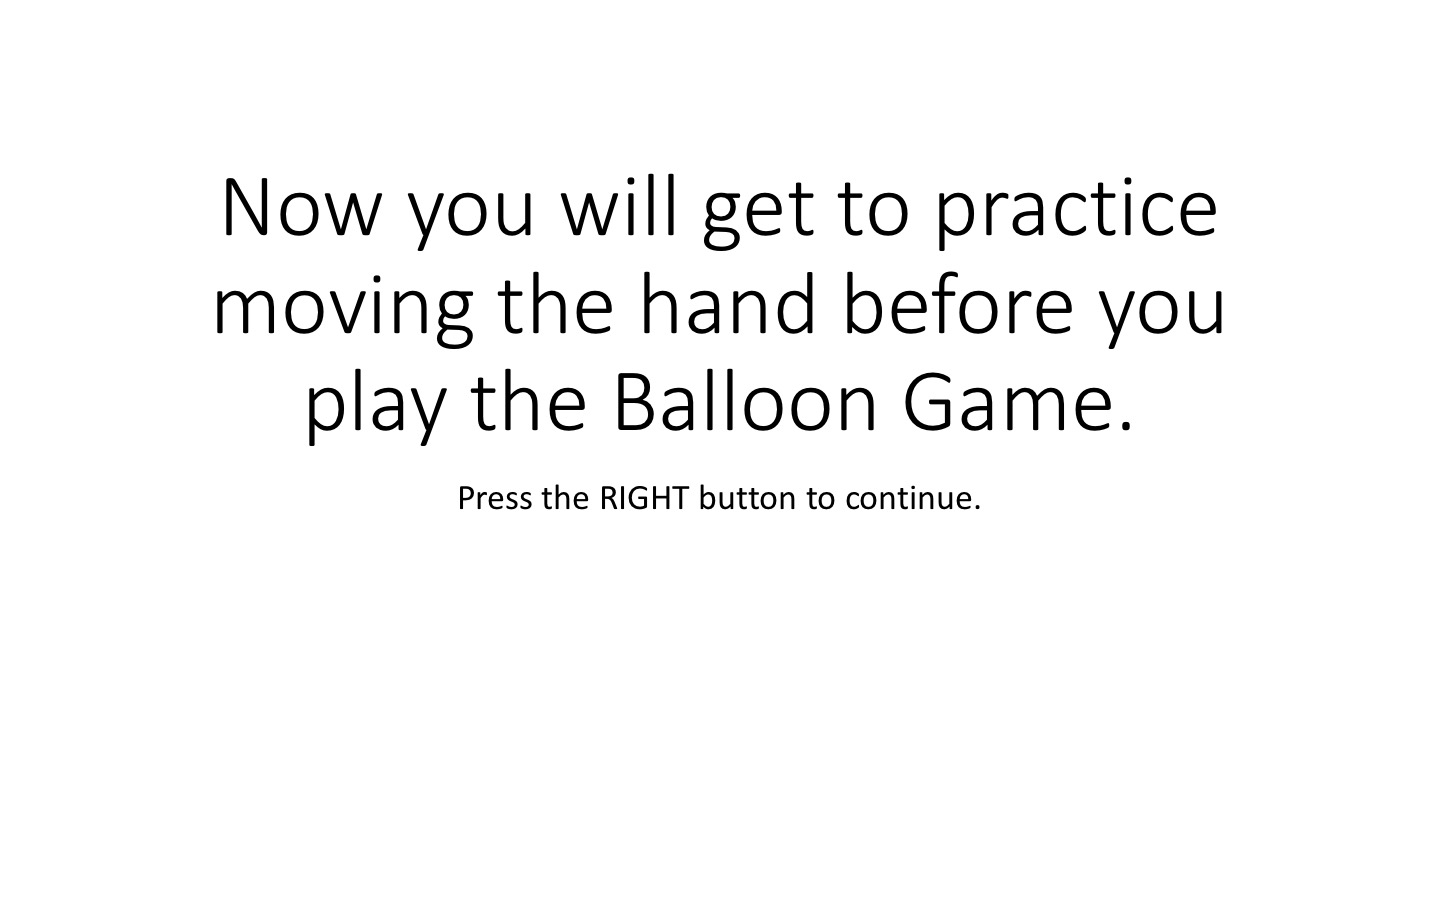 Now you will get to practice
moving the hand before you
play the Balloon Game.
Press the RIGHT button to continue.